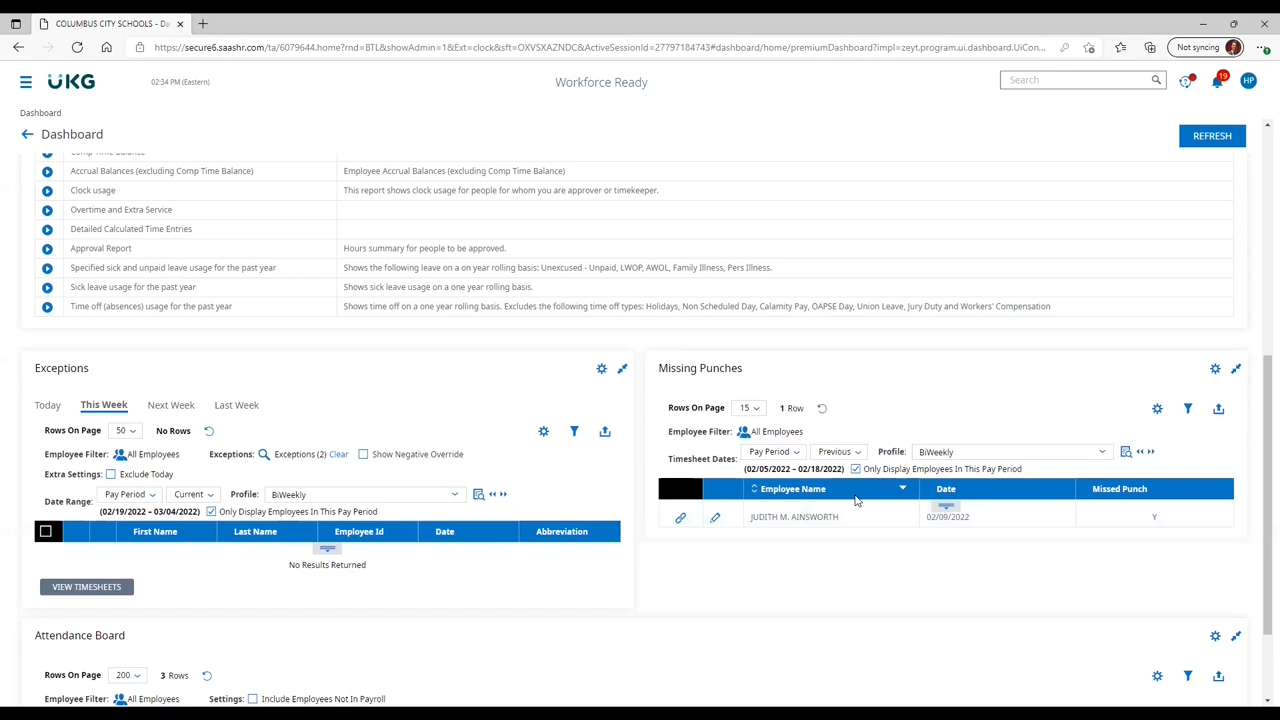 COLUMBUS CITY SCHOOLS - Da
https://secure6.saashr.com/ta/6079644.home?rnd=BTL&showAdmin=1&Ext=clock&sft=OXVSXAZNDC&ActiveSessionId=27797184743#dashboard/home/premiumDashboard?impl=zeyt.program.ui.dashboard.UiCon...
Not syncing
UKG
02:34 PM (Eastern)
Workforce Ready
Search
19
HP
Dashboard
Dashboard
REFRESH
Comp Time Balance
Accrual Balances (excluding Comp Time Balance) Employee Accrual Balances (excluding Comp Time Balance)
Clock usage This report shows clock usage for people for whom you are approver or timekeeper.
Overtime and Extra Service
Detailed Calculated Time Entries
Approval Report Hours summary for people to be approved.
Specified sick and unpaid leave usage for the past year Shows the following leave on a on year rolling basis: Unexcused - Unpaid, LWOP, AWOL, Family Illness, Pers Illness.
Sick leave usage for the past year Shows sick leave usage on a one year rolling basis.
Time off (absences) usage for the past year Shows time off on a one year rolling basis. Excludes the following time off types: Holidays, Non Scheduled Day, Calamity Pay, OAPSE Day, Union Leave, Jury Duty and Workers' Compensation
Exceptions
Today This Week Next Week Last Week
Rows On Page 50 No Rows
Employee Filter: All Employees Exceptions: Exceptions (2) Clear Show Negative Override
Extra Settings: Exclude Today
Date Range: Pay Period Current Profile: BiWeekly
(02/19/2022 – 03/04/2022) Only Display Employees In This Pay Period
First Name Last Name Employee Id Date Abbreviation
No Results Returned
VIEW TIMESHEETS
Missing Punches
Rows On Page 15 1 Row
Employee Filter: All Employees
Timesheet Dates: Pay Period Previous Profile: BiWeekly
(02/05/2022 – 02/18/2022) Only Display Employees In This Pay Period
Employee Name Date Missed Punch
JUDITH M. AINSWORTH 02/09/2022 Y
Attendance Board
Rows On Page 200 3 Rows
Employee Filter: All Employees Settings: Include Employees Not In Payroll